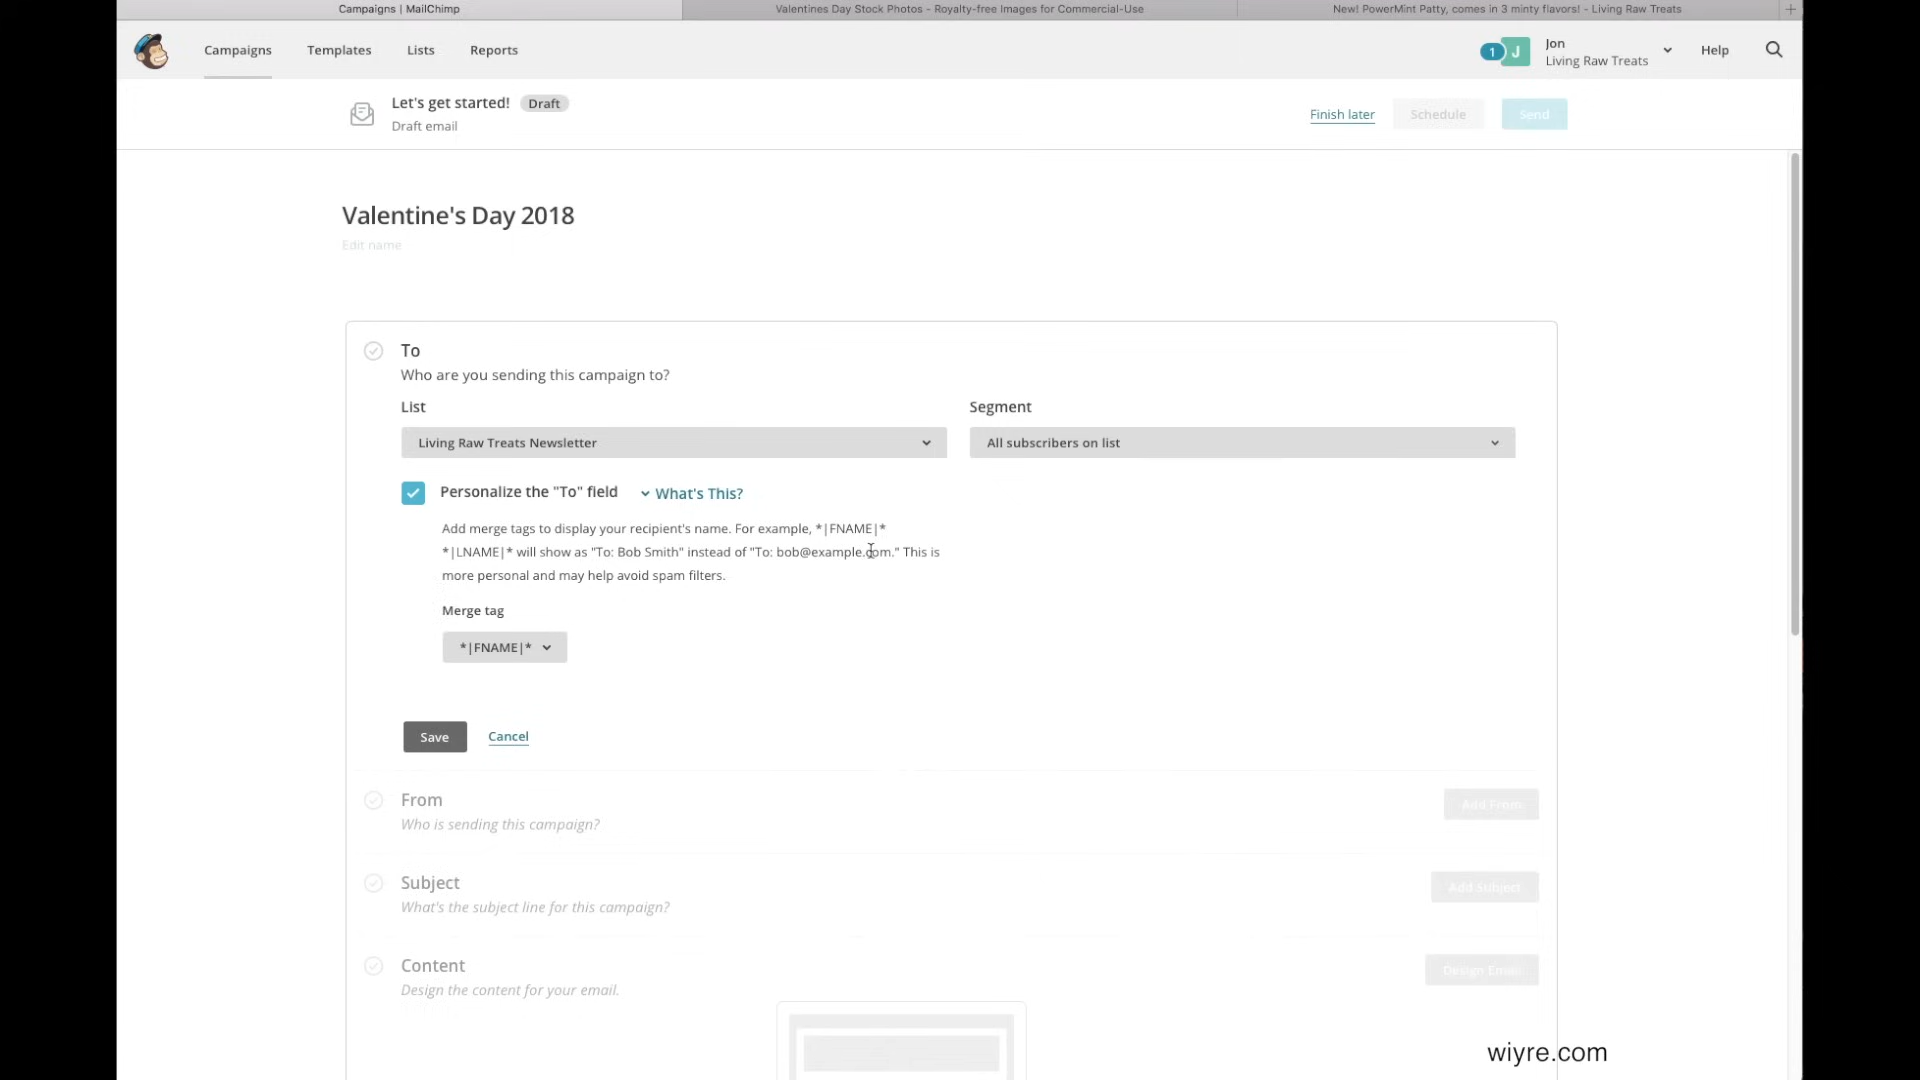 Campaigns | MailChimp
Valentines Day Stock Photos - Royalty-free Images for Commercial-Use
New! PowerMint Patty, comes in 3 minty flavors! - Living Raw Treats
Campaigns
Templates
Lists
Reports
1
J
Jon
Living Raw Treats
Help
Let's get started!
Draft
Draft email
Finish later
Schedule
Send
Valentine's Day 2018
Edit name
To
Who are you sending this campaign to?
List
Segment
Living Raw Treats Newsletter
All subscribers on list
Personalize the "To" field
What's This?
Add merge tags to display your recipient's name. For example, *|FNAME|*
*|LNAME|* will show as "To: Bob Smith" instead of "To: bob@example.com." This is
more personal and may help avoid spam filters.
Merge tag
*|FNAME|*
Save
Cancel
From
Who is sending this campaign?
Add From
Subject
What's the subject line for this campaign?
Add Subject
Content
Design the content for your email.
Design Email
wiyre.com